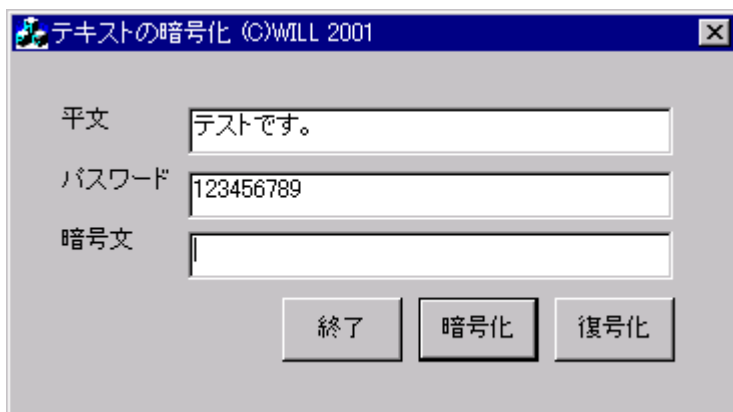 テキストの暗号化 (C)WILL 2001
平文
テストです。
パスワード
123456789
暗号文
終了
暗号化
復号化